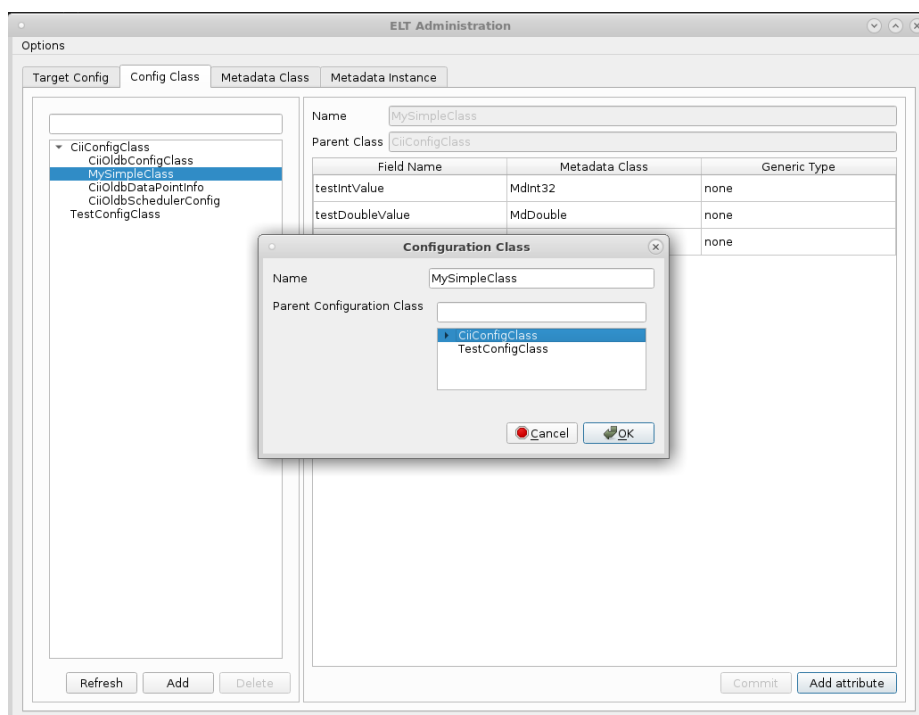 ELT Administration
Options
Target Config Config Class Metadata Class Metadata Instance
Name MySimpleClass
Parent Class CiiConfigClass
CiiConfigClass
CiiOldbConfigClass
MySimpleClass
CiiOldbDataPointInfo
CiiOldbSchedulerConfig
TestConfigClass
Field Name Metadata Class Generic Type
testIntValue MdInt32 none
testDoubleValue MdDouble none
none
Configuration Class
Name MySimpleClass
Parent Configuration Class
CiiConfigClass
TestConfigClass
Cancel OK
Refresh Add Delete
Commit Add attribute